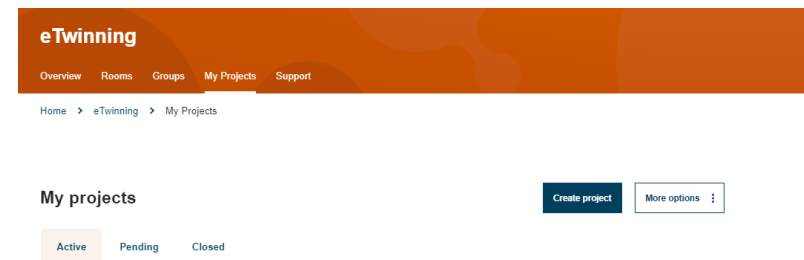 eTwinning
Overview Rooms Groups My Projects Support
Home > eTwinning > My Projects
My projects
Create project More options
Active Pending Closed